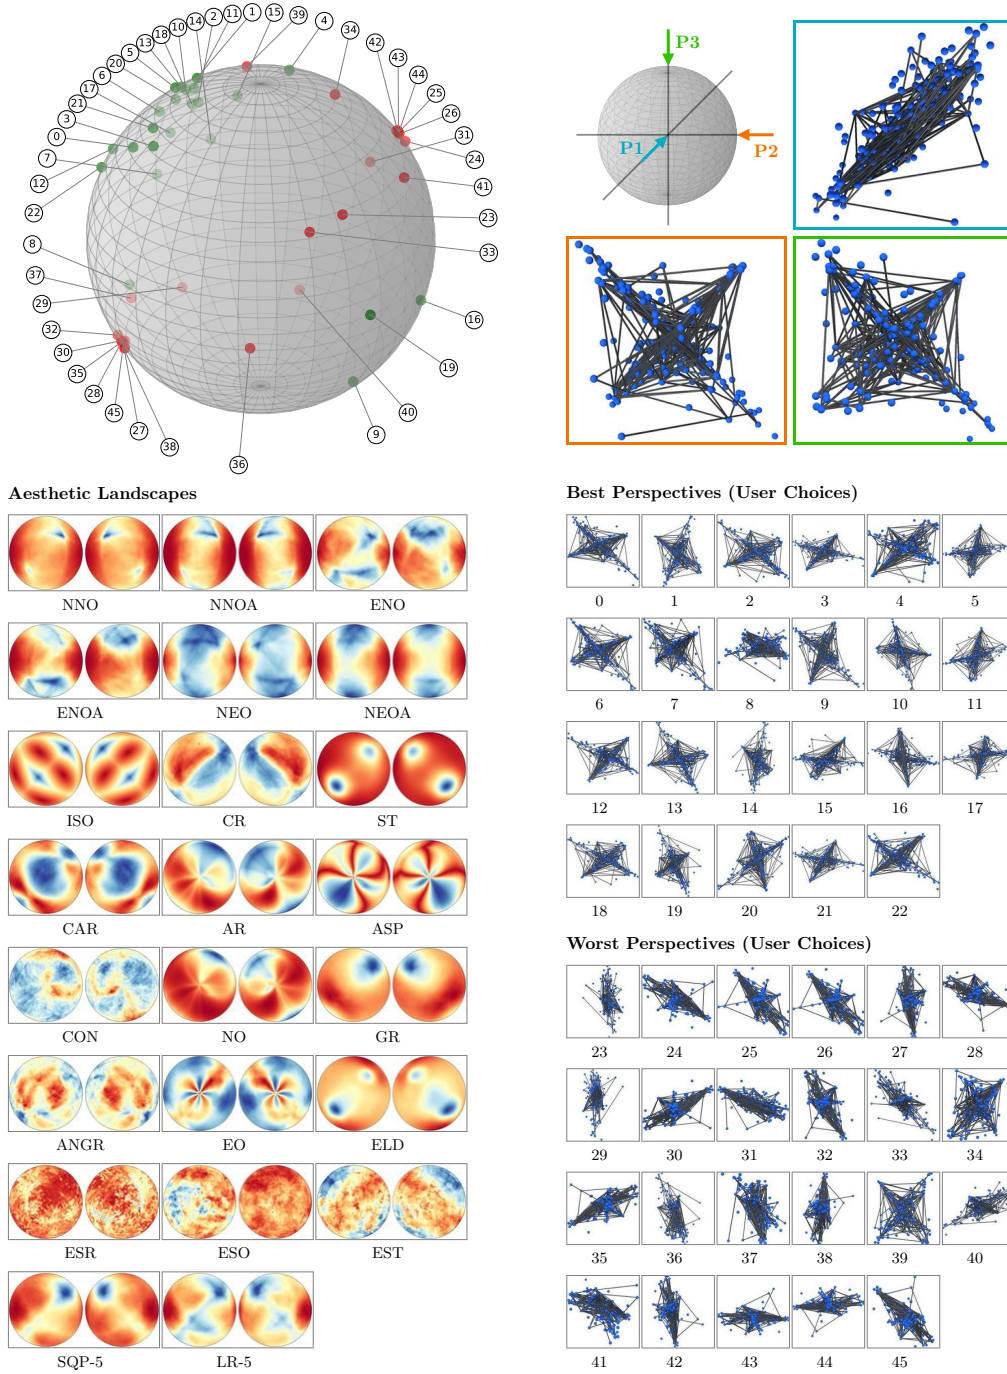 14 2 11 1 15 39 4
10
18
13
5
20
6
17
21
3
0
7
12
22
8
37
29
32
30
35
28
45
27
38
36
34
42
43
44
25
26
31
24
41
23
33
16
19
40
9
P3
P1
P2
Aesthetic Landscapes
NNO NNOA ENO
ENOA NEO NEOA
ISO CR ST
CAR AR ASP
CON NO GR
ANGR EO ELD
ESR ESO EST
SQP-5 LR-5
Best Perspectives (User Choices)
0 1 2 3 4 5
6 7 8 9 10 11
12 13 14 15 16 17
18 19 20 21 22
Worst Perspectives (User Choices)
23 24 25 26 27 28
29 30 31 32 33 34
35 36 37 38 39 40
41 42 43 44 45